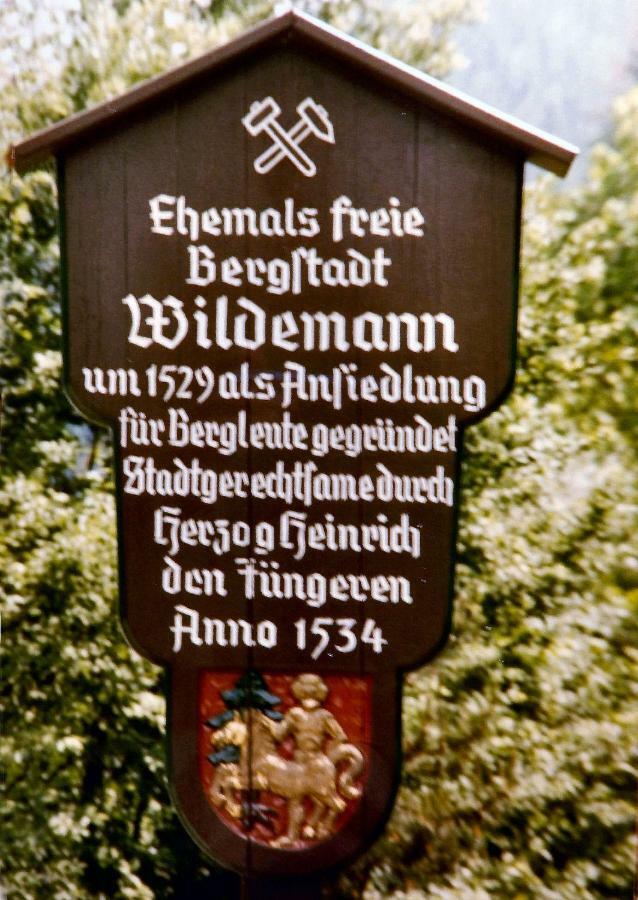 Ehemals freie
Bergstadt
Wildemann
um 1529 als Ansiedlung
für Bergleute gegründet
Stadtgerechtsame durch
Herzog Heinrich
den Jüngeren
Anno 1534